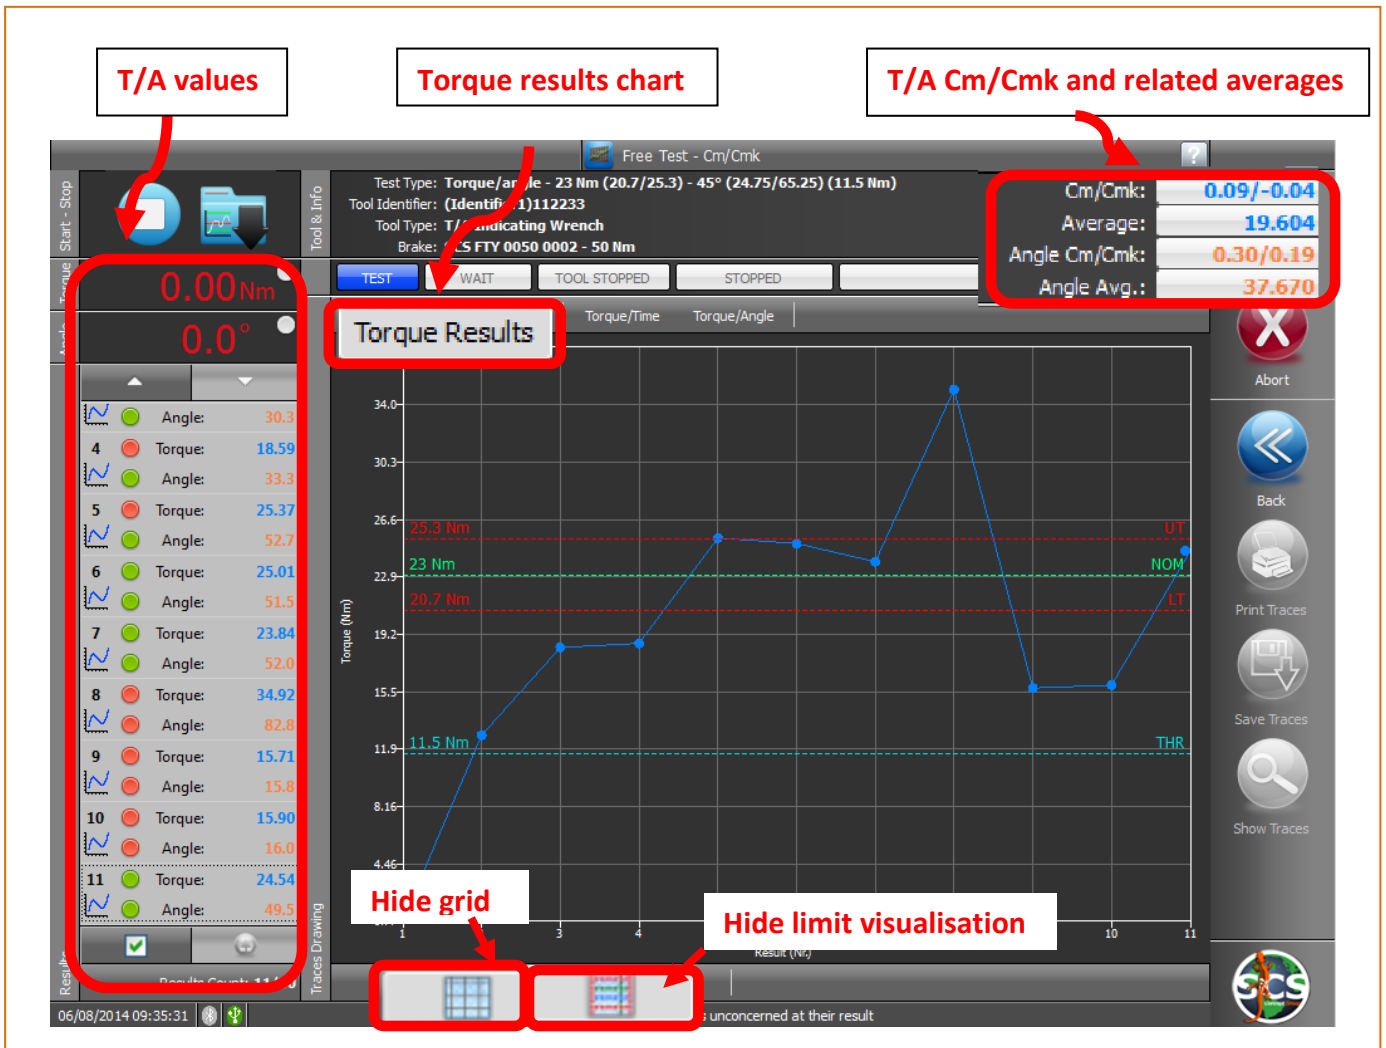 T/A values
Torque results chart
T/A Cm/Cmk and related averages
Free Test - Cm/Cmk
?
Start - Stop
Tool & Info
Test Type: Torque/angle - 23 Nm (20.7/25.3) - 45° (24.75/65.25) (11.5 Nm)
Tool Identifier: (Identifier1)112233
Tool Type: T/A Indicating Wrench
Brake: SCS FTY 0050 0002 - 50 Nm
Cm/Cmk: 0.09/-0.04
Average: 19.604
Angle Cm/Cmk: 0.30/0.19
Angle Avg.: 37.670
Torque
0.00 Nm
TEST
WAIT
TOOL STOPPED
STOPPED
Angle
0.0°
Torque Results
Torque/Time
Torque/Angle
Abort
Back
Print Traces
Save Traces
Show Traces
Angle: 30.3
4 Torque: 18.59
Angle: 33.3
5 Torque: 25.37
Angle: 52.7
6 Torque: 25.01
Angle: 51.5
7 Torque: 23.84
Angle: 52.0
8 Torque: 34.92
Angle: 82.8
9 Torque: 15.71
Angle: 15.8
10 Torque: 15.90
Angle: 16.0
11 Torque: 24.54
Angle: 49.5
Results
Results Count: 11/
Traces Drawing
Torque (Nm)
34.0
30.3
26.6
22.9
19.2
15.5
11.9
8.16
4.46
25.3 Nm
UT
23 Nm
NOM
20.7 Nm
LT
11.5 Nm
THR
Hide grid
Hide limit visualisation
1
3
4
10
11
Result (Nr.)
SCS
06/08/2014 09:35:31
unconcerned at their result